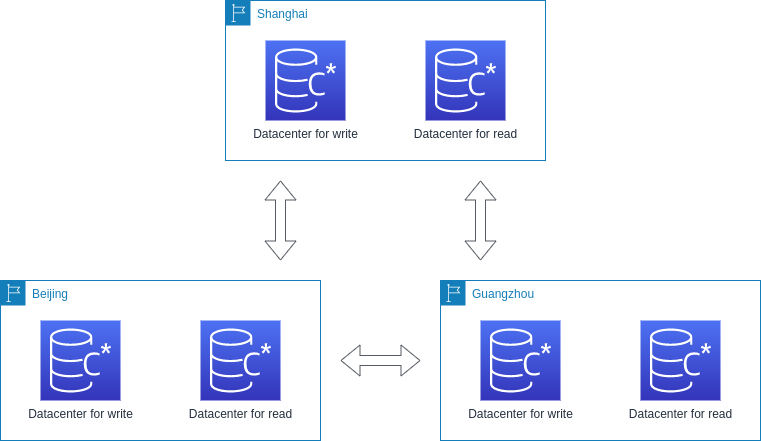 Shanghai
C*
C*
Datacenter for write
Datacenter for read
Beijing
C*
C*
Datacenter for write
Datacenter for read
Guangzhou
C*
C*
Datacenter for write
Datacenter for read